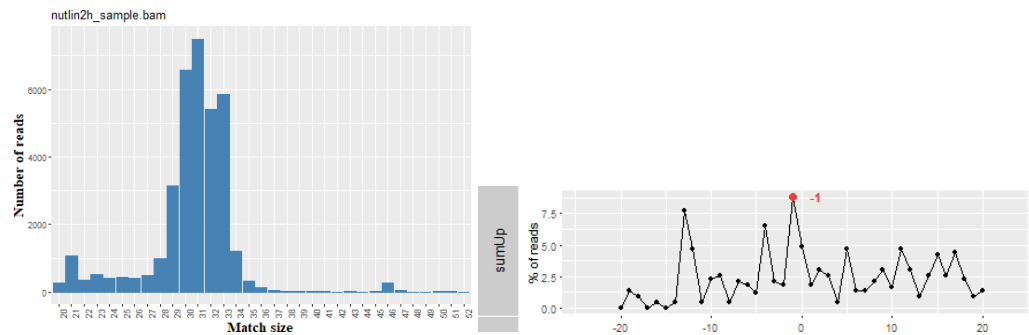 nutlin2h_sample.bam
Number of reads
6000
4000
2000
0
20 21 22 23 24 25 26 27 28 29 30 31 32 33 34 35 36 37 38 39 40 41 42 43 44 45 46 47 48 49 50 51 52
Match size
sumUp
% of reads
7.5
5.0
2.5
0.0
-1
-20 -10 0 10 20